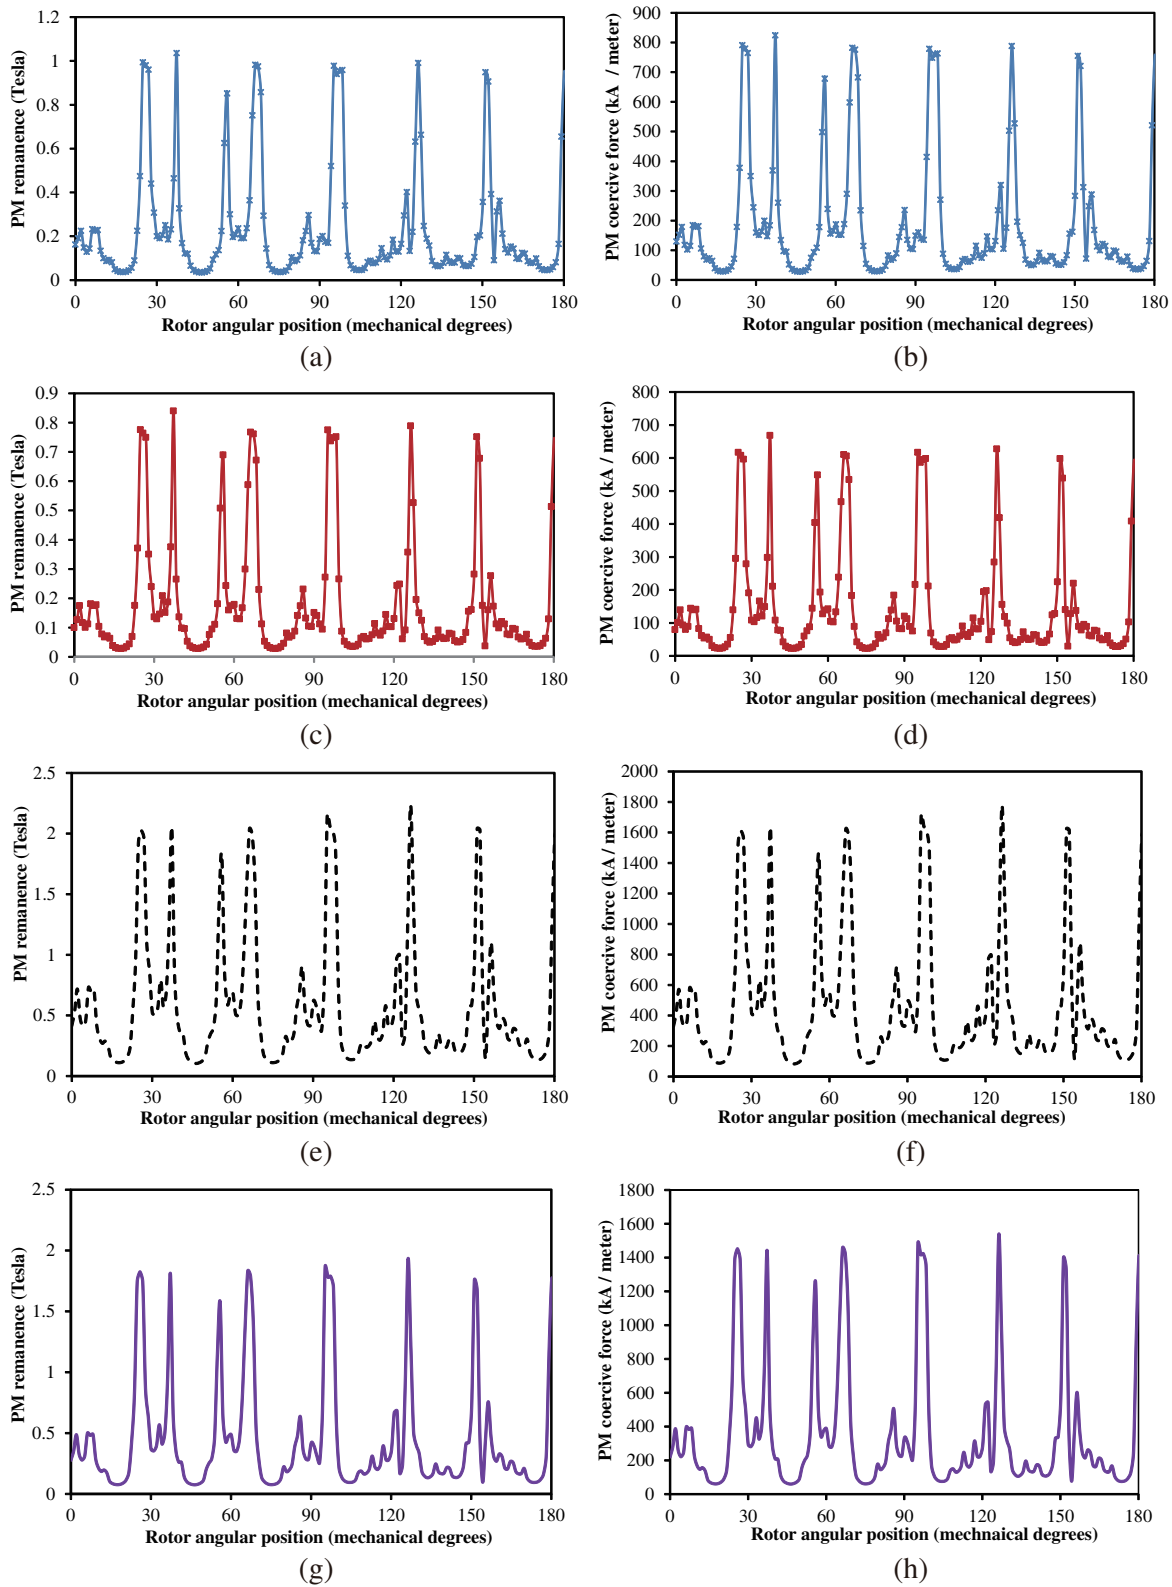 PM remanence (Tesla)
1.2
1
0.8
0.6
0.4
0.2
0
0 30 60 90 120 150 180
Rotor angular position (mechanical degrees)
(a)
PM coercive force (kA / meter)
900
800
700
600
500
400
300
200
100
0
0 30 60 90 120 150 180
Rotor angular position (mechanical degrees)
(b)
PM remanence (Tesla)
0.9
0.8
0.7
0.6
0.5
0.4
0.3
0.2
0.1
0
0 30 60 90 120 150 180
Rotor angular position (mechanical degrees)
(c)
PM coercive force (kA / meter)
800
700
600
500
400
300
200
100
0
0 30 60 90 120 150 180
Rotor angular position (mechanical degrees)
(d)
PM remanence (Tesla)
2.5
2
1.5
1
0.5
0
0 30 60 90 120 150 180
Rotor angular position (mechanical degrees)
(e)
PM coercive force (kA / meter)
2000
1800
1600
1400
1200
1000
800
600
400
200
0
0 30 60 90 120 150 180
Rotor angular position (mechanical degrees)
(f)
PM remanence (Tesla)
2.5
2
1.5
1
0.5
0
0 30 60 90 120 150 180
Rotor angular position (mechanical degrees)
(g)
PM coercive force (kA / meter)
1800
1600
1400
1200
1000
800
600
400
200
0
0 30 60 90 120 150 180
Rotor angular position (mechnaical degrees)
(h)